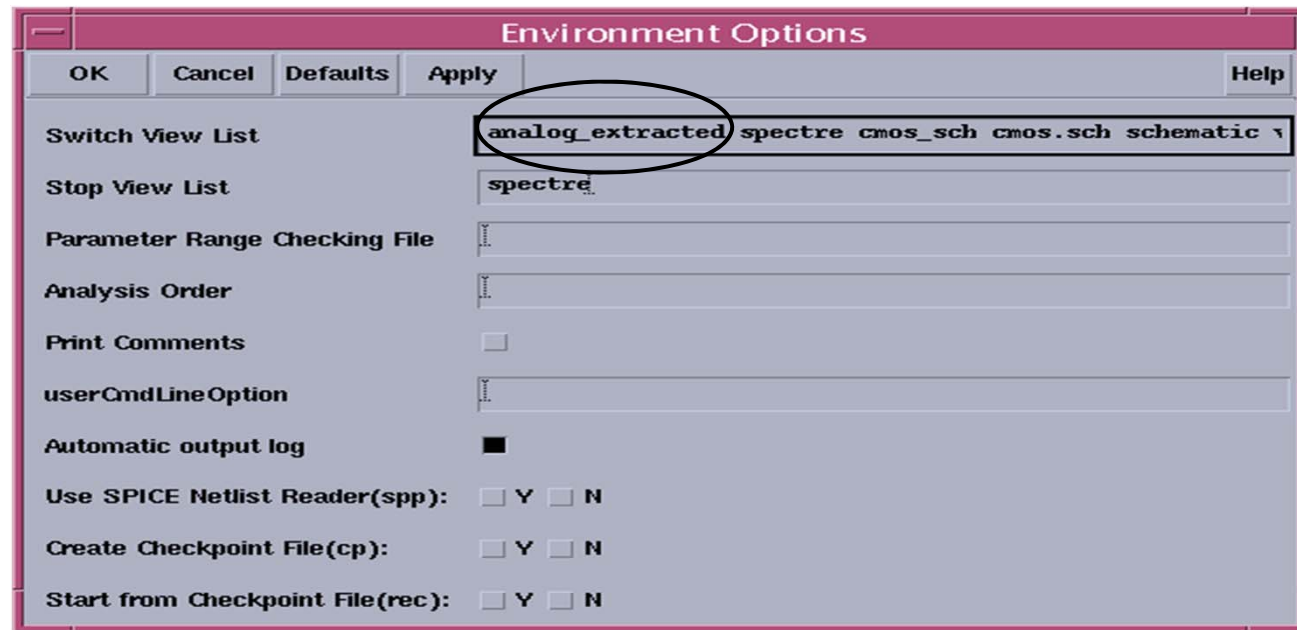 Environment Options
OK Cancel Defaults Apply Help
Switch View List analog_extracted spectre cmos_sch cmos.sch schematic
Stop View List spectre
Parameter Range Checking File
Analysis Order
Print Comments
userCmdLineOption
Automatic output log
Use SPICE Netlist Reader(spp): Y N
Create Checkpoint File(cp): Y N
Start from Checkpoint File(rec): Y N